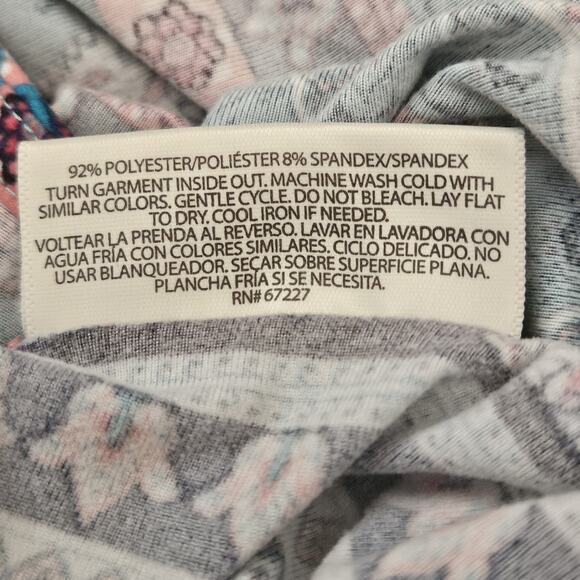 92% POLYESTER/POLIÉSTER 8% SPANDEX/SPANDEX
TURN GARMENT INSIDE OUT. MACHINE WASH COLD WITH
SIMILAR COLORS. GENTLE CYCLE. DO NOT BLEACH. LAY FLAT
TO DRY. COOL IRON IF NEEDED.
VOLTEAR LA PRENDA AL REVERSO. LAVAR EN LAVADORA CON
AGUA FRÍA CON COLORES SIMILARES. CICLO DELICADO. NO
USAR BLANQUEADOR. SECAR SOBRE SUPERFICIE PLANA.
PLANCHA FRÍA SI SE NECESITA.
RN# 67227